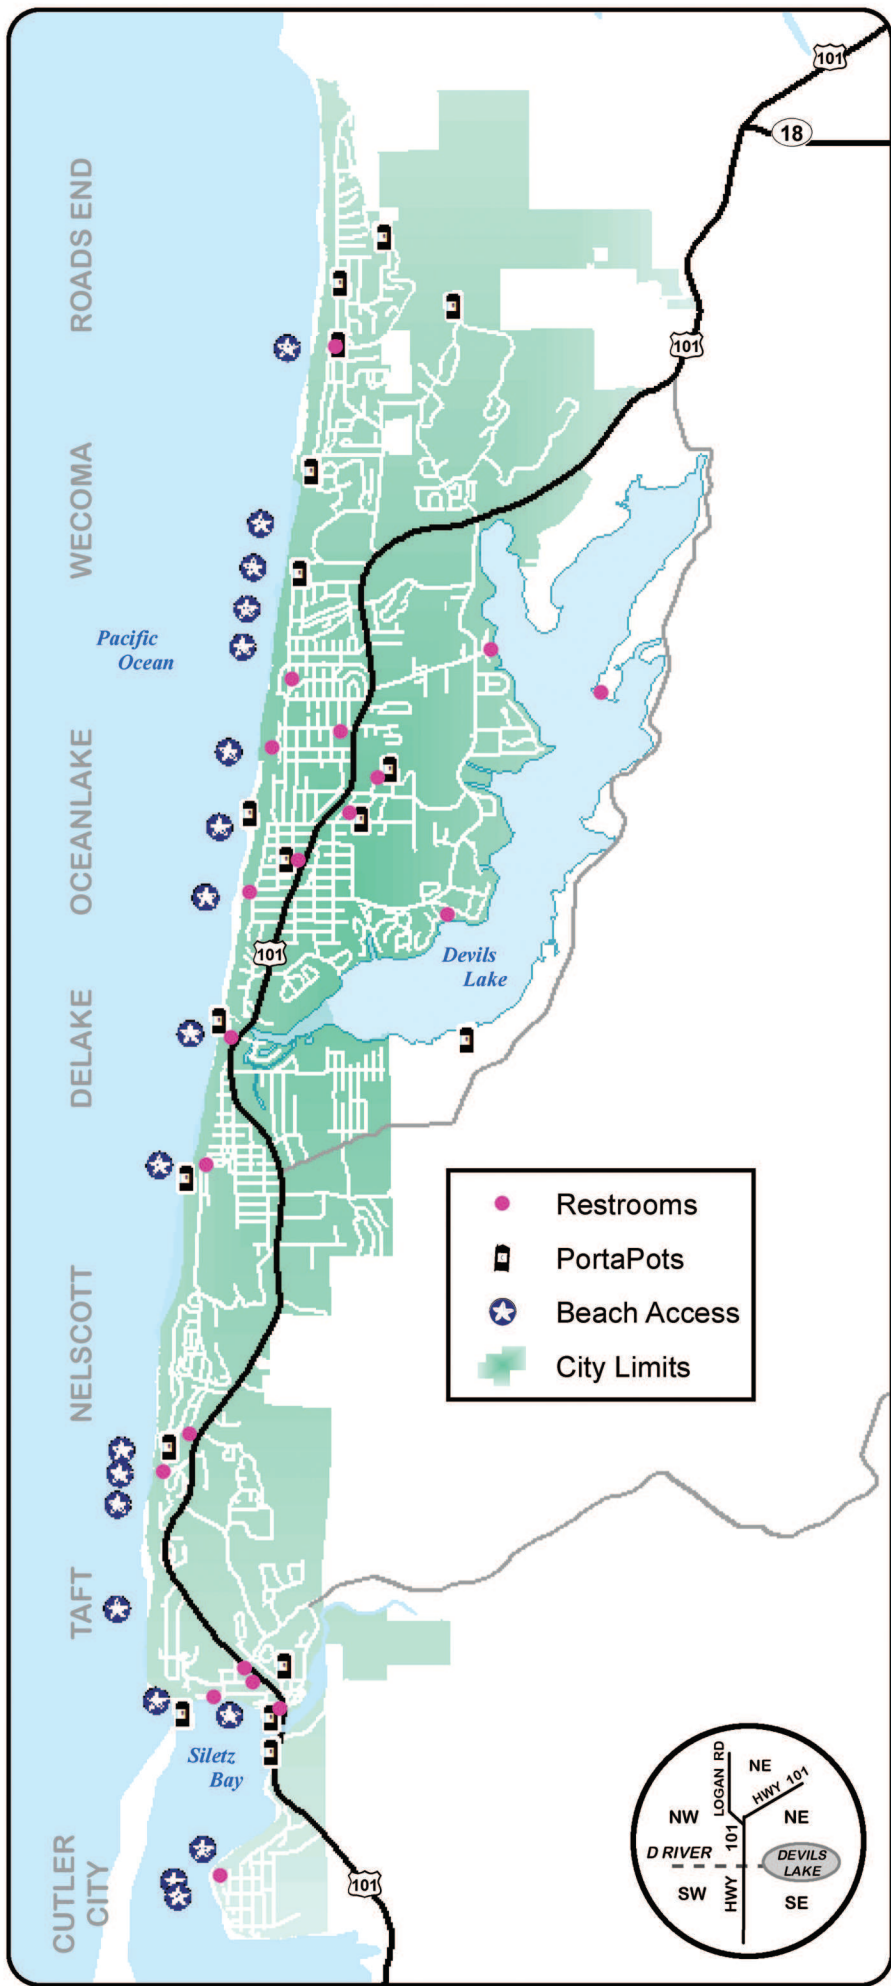 101
18
ROADS END
101
WECOMA
Pacific
Ocean
OCEANLAKE
101
Devils
Lake
DELAKE
Restrooms
PortaPots
Beach Access
City Limits
NELSCOTT
TAFT
Siletz
Bay
CUTLER
CITY
101
LOGAN RD
NE
HWY 101
NW
101
NE
D RIVER
DEVILS
LAKE
SW
HWY
SE